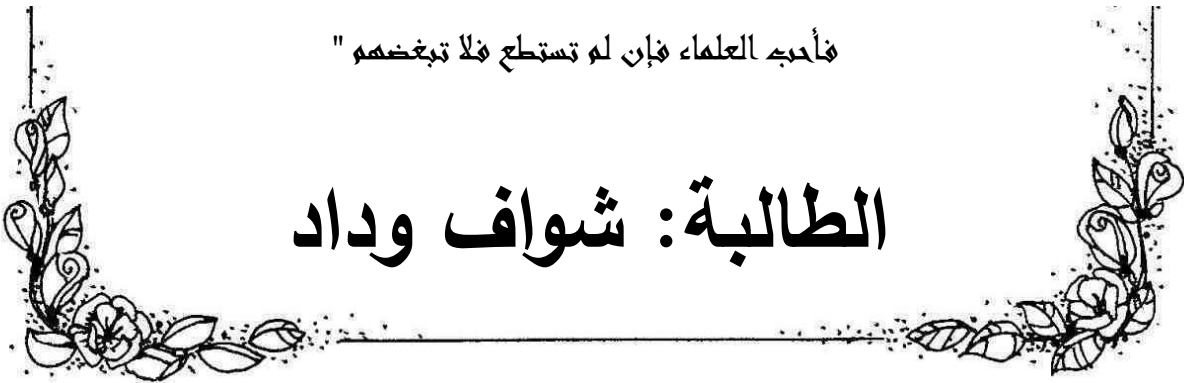 فأحب العلماء فإن لم تستطع فلا تبغضهم "
الطالبة: شواف وداد